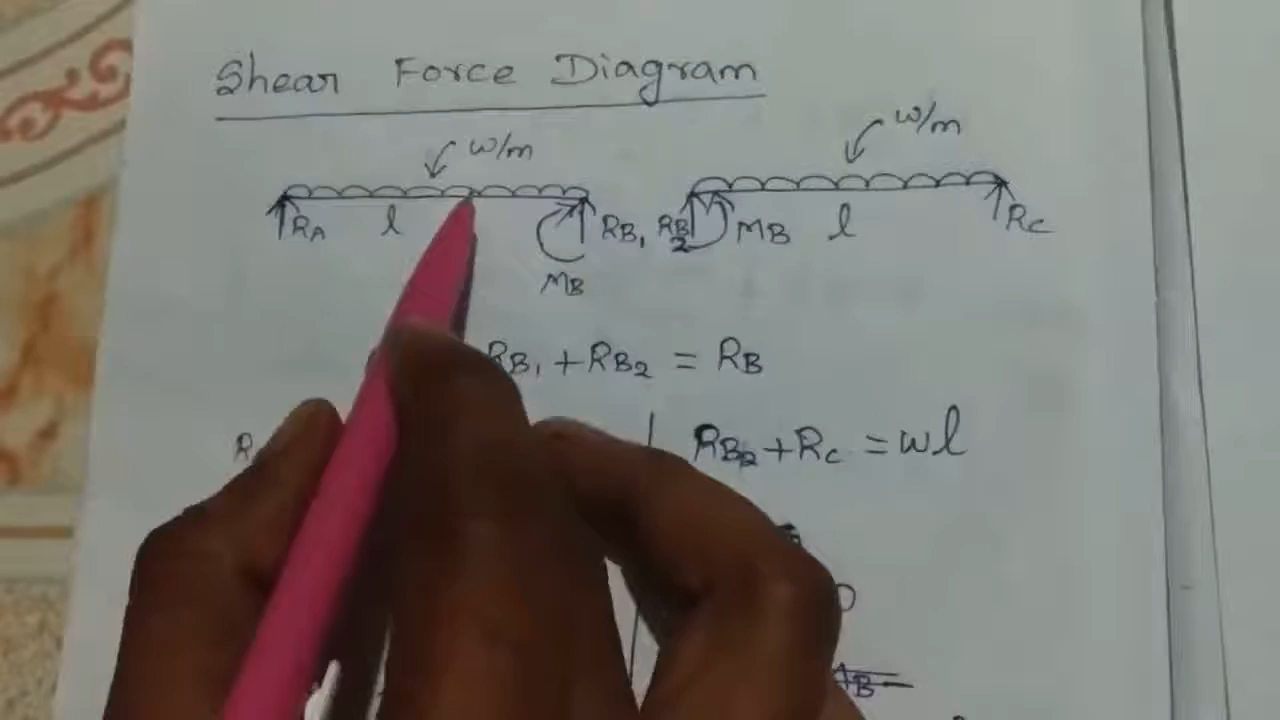 Shear Force Diagram
w/m w/m
RA l RB1 RB2 MB l RC
MB
RB1 + RB2 = RB
RB2 + RC = wl